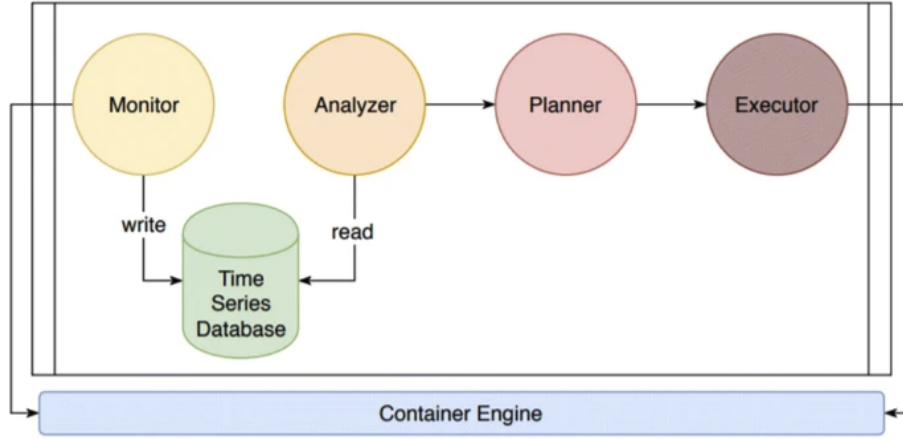 Monitor
Analyzer
Planner
Executor
write
read
Time
Series
Database
Container Engine